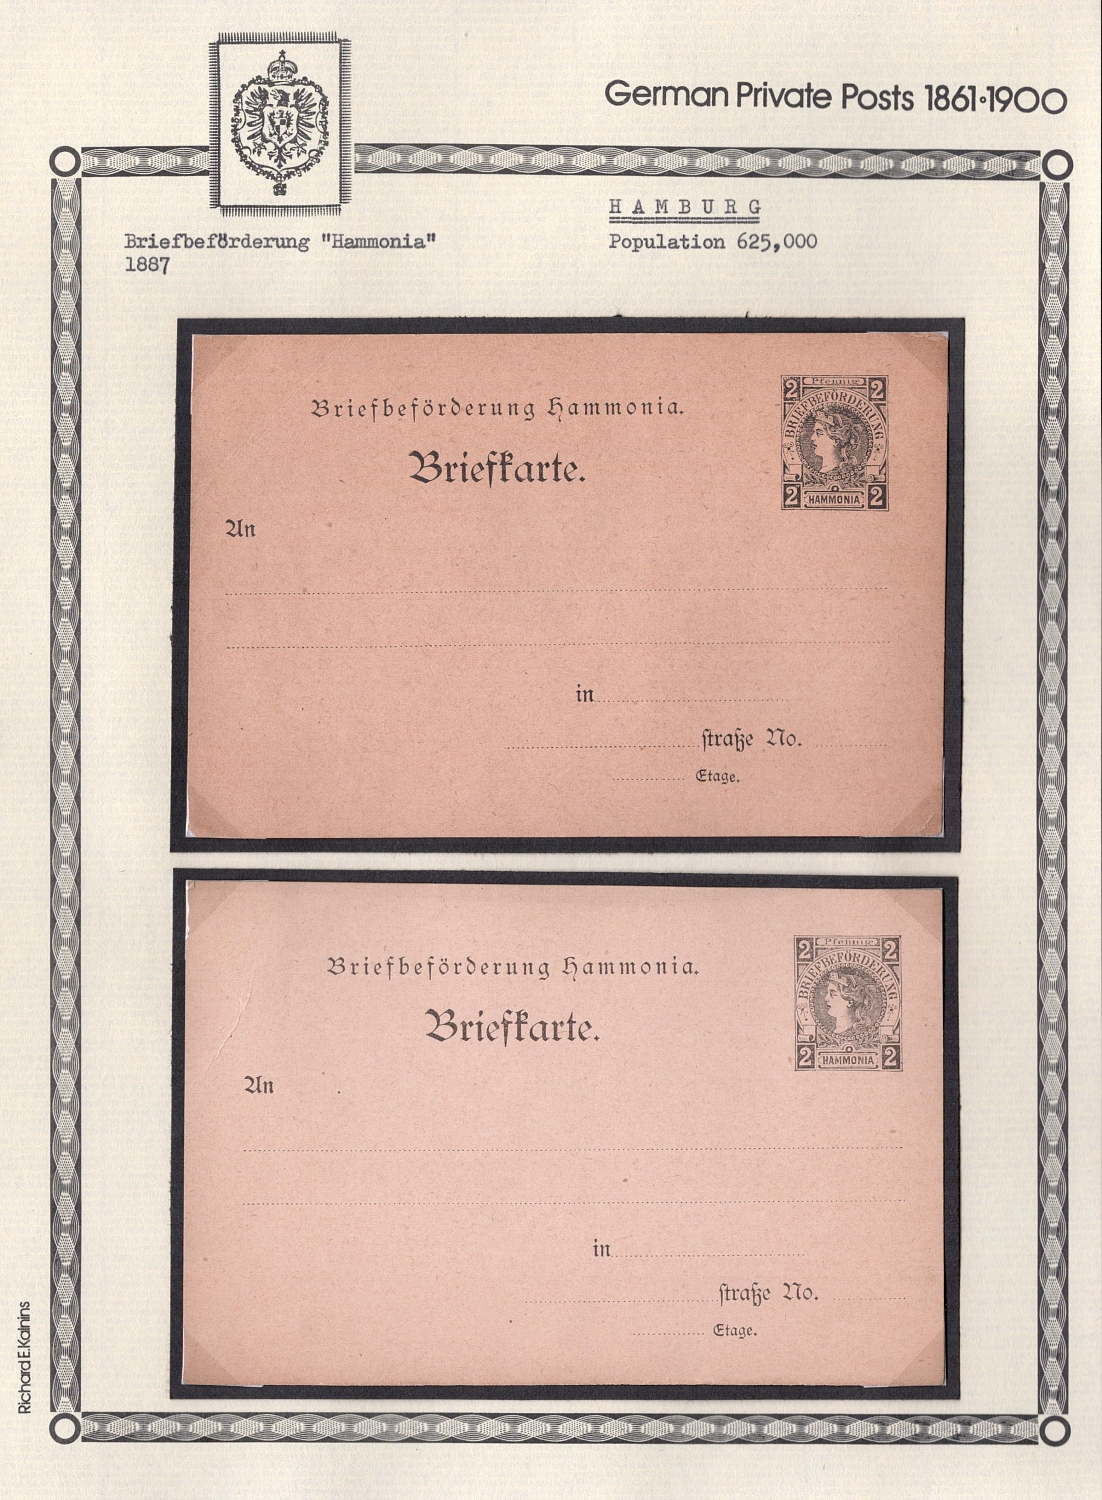 German Private Posts 1861·1900
HAMBURG
Briefbeförderung "Hammonia"
Population 625,000
1887
Briefbeförderung Hammonia.
Briefkarte.
2 Pfennig 2
BRIEFBEFÖRDERUNG
2 HAMMONIA 2
An
in
straße No.
Etage.
Briefbeförderung Hammonia.
Briefkarte.
2 Pfennig 2
BRIEFBEFÖRDERUNG
2 HAMMONIA 2
An
in
straße No.
Etage.
Richard E. Kalnins